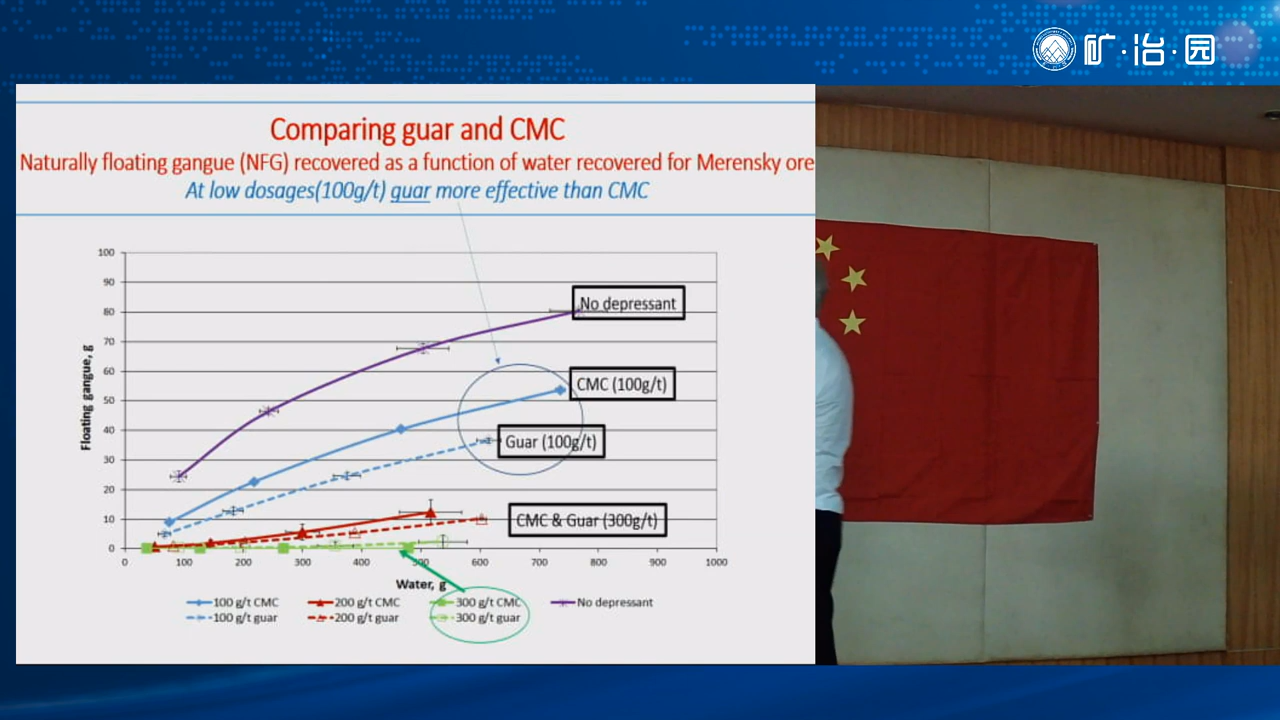 矿·冶·园
Comparing guar and CMC
Naturally floating gangue (NFG) recovered as a function of water recovered for Merensky ore
At low dosages(100g/t) guar more effective than CMC
100
90
80
70
60
50
40
30
20
10
0
Floating gangue, g
No depressant
CMC (100g/t)
Guar (100g/t)
CMC & Guar (300g/t)
0 100 200 300 400 500 600 700 800 900 1000
Water, g
100 g/t CMC 200 g/t CMC 300 g/t CMC No depressant
100 g/t guar 200 g/t guar 300 g/t guar